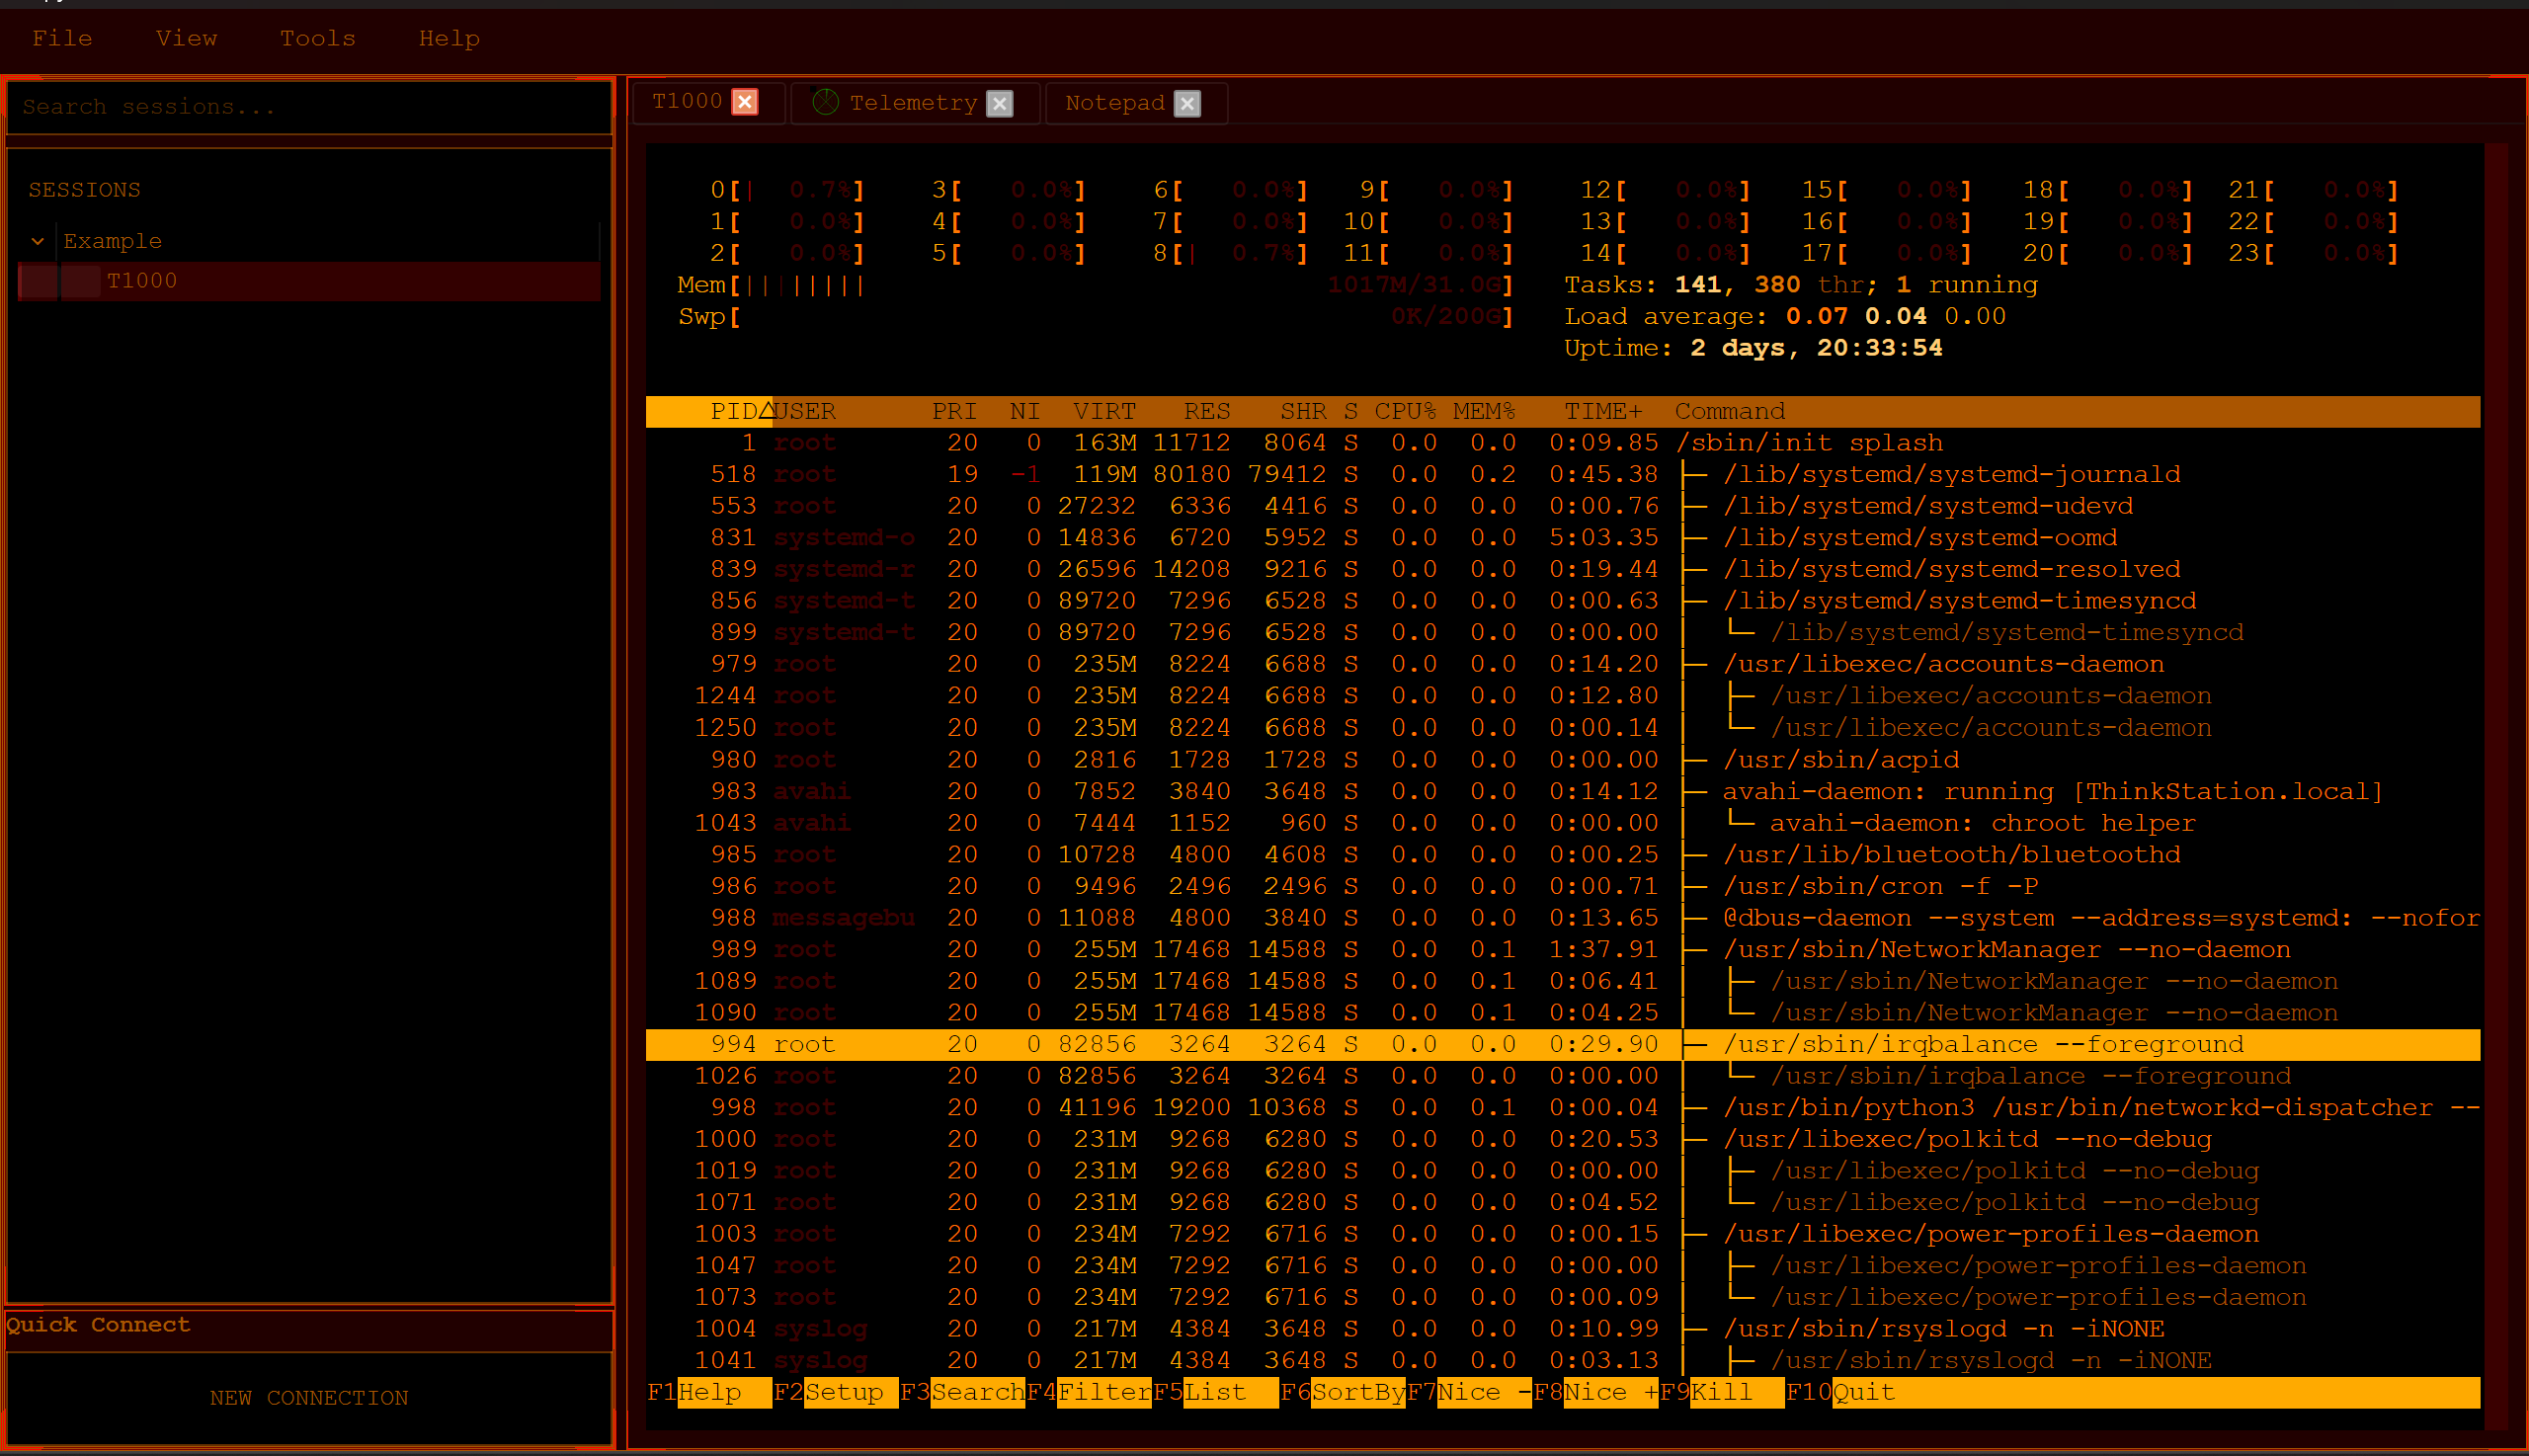 File View Tools Help
Search sessions...
SESSIONS
Example
T1000
Quick Connect
NEW CONNECTION
T1000 Telemetry Notepad
0[| 0.7%] 3[ 0.0%] 6[ 0.0%] 9[ 0.0%] 12[ 0.0%] 15[ 0.0%] 18[ 0.0%] 21[ 0.0%]
1[ 0.0%] 4[ 0.0%] 7[ 0.0%] 10[ 0.0%] 13[ 0.0%] 16[ 0.0%] 19[ 0.0%] 22[ 0.0%]
2[ 0.0%] 5[ 0.0%] 8[| 0.7%] 11[ 0.0%] 14[ 0.0%] 17[ 0.0%] 20[ 0.0%] 23[ 0.0%]
Mem[||||||||| 1017M/31.0G] Tasks: 141, 380 thr; 1 running
Swp[ 0K/200G] Load average: 0.07 0.04 0.00
Uptime: 2 days, 20:33:54
PID△USER PRI NI VIRT RES SHR S CPU% MEM% TIME+ Command
1 root 20 0 163M 11712 8064 S 0.0 0.0 0:09.85 /sbin/init splash
518 root 19 -1 119M 80180 79412 S 0.0 0.2 0:45.38 ├─ /lib/systemd/systemd-journald
553 root 20 0 27232 6336 4416 S 0.0 0.0 0:00.76 ├─ /lib/systemd/systemd-udevd
831 systemd-o 20 0 14836 6720 5952 S 0.0 0.0 5:03.35 ├─ /lib/systemd/systemd-oomd
839 systemd-r 20 0 26596 14208 9216 S 0.0 0.0 0:19.44 ├─ /lib/systemd/systemd-resolved
856 systemd-t 20 0 89720 7296 6528 S 0.0 0.0 0:00.63 ├─ /lib/systemd/systemd-timesyncd
899 systemd-t 20 0 89720 7296 6528 S 0.0 0.0 0:00.00 │ └─ /lib/systemd/systemd-timesyncd
979 root 20 0 235M 8224 6688 S 0.0 0.0 0:14.20 ├─ /usr/libexec/accounts-daemon
1244 root 20 0 235M 8224 6688 S 0.0 0.0 0:12.80 │ ├─ /usr/libexec/accounts-daemon
1250 root 20 0 235M 8224 6688 S 0.0 0.0 0:00.14 │ └─ /usr/libexec/accounts-daemon
980 root 20 0 2816 1728 1728 S 0.0 0.0 0:00.00 ├─ /usr/sbin/acpid
983 avahi 20 0 7852 3840 3648 S 0.0 0.0 0:14.12 ├─ avahi-daemon: running [ThinkStation.local]
1043 avahi 20 0 7444 1152 960 S 0.0 0.0 0:00.00 │ └─ avahi-daemon: chroot helper
985 root 20 0 10728 4800 4608 S 0.0 0.0 0:00.25 ├─ /usr/lib/bluetooth/bluetoothd
986 root 20 0 9496 2496 2496 S 0.0 0.0 0:00.71 ├─ /usr/sbin/cron -f -P
988 messagebu 20 0 11088 4800 3840 S 0.0 0.0 0:13.65 ├─ @dbus-daemon --system --address=systemd: --nofor
989 root 20 0 255M 17468 14588 S 0.0 0.1 1:37.91 ├─ /usr/sbin/NetworkManager --no-daemon
1089 root 20 0 255M 17468 14588 S 0.0 0.1 0:06.41 │ ├─ /usr/sbin/NetworkManager --no-daemon
1090 root 20 0 255M 17468 14588 S 0.0 0.1 0:04.25 │ └─ /usr/sbin/NetworkManager --no-daemon
994 root 20 0 82856 3264 3264 S 0.0 0.0 0:29.90 ├─ /usr/sbin/irqbalance --foreground
1026 root 20 0 82856 3264 3264 S 0.0 0.0 0:00.00 │ └─ /usr/sbin/irqbalance --foreground
998 root 20 0 41196 19200 10368 S 0.0 0.1 0:00.04 ├─ /usr/bin/python3 /usr/bin/networkd-dispatcher --
1000 root 20 0 231M 9268 6280 S 0.0 0.0 0:20.53 ├─ /usr/libexec/polkitd --no-debug
1019 root 20 0 231M 9268 6280 S 0.0 0.0 0:00.00 │ ├─ /usr/libexec/polkitd --no-debug
1071 root 20 0 231M 9268 6280 S 0.0 0.0 0:04.52 │ └─ /usr/libexec/polkitd --no-debug
1003 root 20 0 234M 7292 6716 S 0.0 0.0 0:00.15 ├─ /usr/libexec/power-profiles-daemon
1047 root 20 0 234M 7292 6716 S 0.0 0.0 0:00.00 │ ├─ /usr/libexec/power-profiles-daemon
1073 root 20 0 234M 7292 6716 S 0.0 0.0 0:00.09 │ └─ /usr/libexec/power-profiles-daemon
1004 syslog 20 0 217M 4384 3648 S 0.0 0.0 0:10.99 ├─ /usr/sbin/rsyslogd -n -iNONE
1041 syslog 20 0 217M 4384 3648 S 0.0 0.0 0:03.13 │ ├─ /usr/sbin/rsyslogd -n -iNONE
F1Help F2Setup F3SearchF4FilterF5List F6SortByF7Nice -F8Nice +F9Kill F10Quit